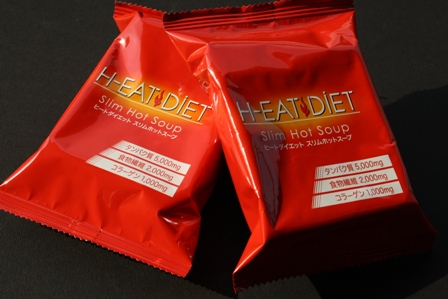 H-EAT DiET
Slim Hot Soup
ヒートダイエット スリムホットスープ
タンパク質 5,000mg
食物繊維 2,000mg
コラーゲン 1,000mg
H-EAT DiET
Slim Hot Soup
ヒートダイエット スリムホットスープ
タンパク質 5,000mg
食物繊維 2,000mg
コラーゲン 1,000mg